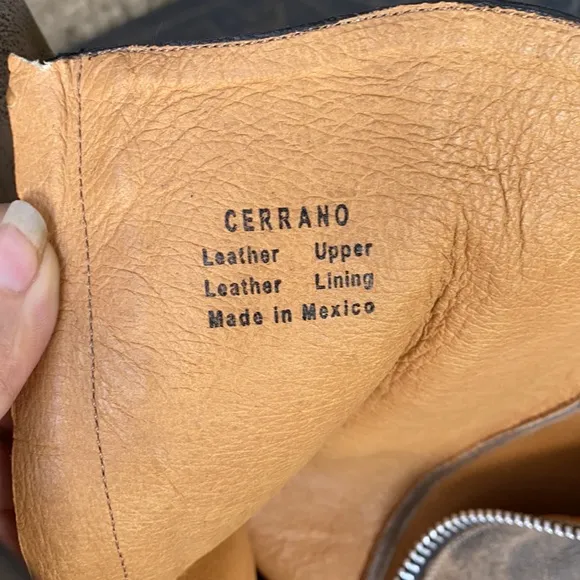 CERRANO
Leather Upper
Leather Lining
Made in Mexico